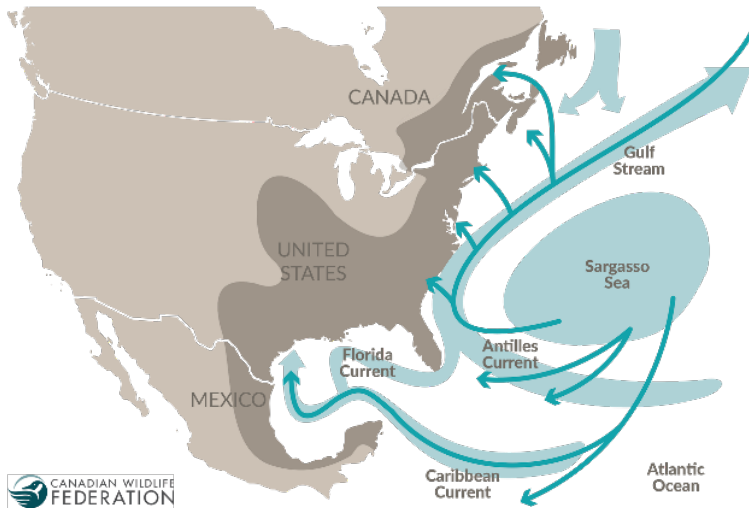 CANADA
Gulf
Stream
UNITED
STATES
Sargasso
Sea
Florida
Current
Antilles
Current
MEXICO
Caribbean
Current
Atlantic
Ocean
CANADIAN WILDLIFE
FEDERATION